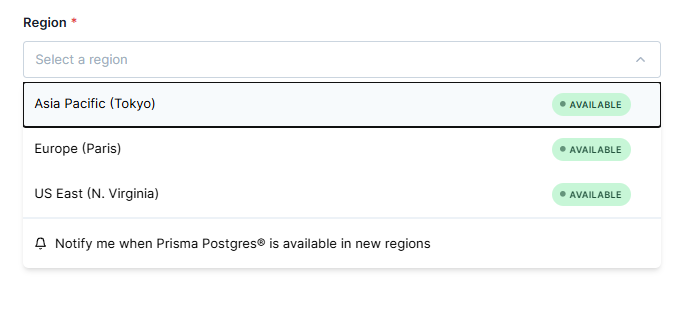 Region *
Select a region
Asia Pacific (Tokyo) AVAILABLE
Europe (Paris) AVAILABLE
US East (N. Virginia) AVAILABLE
Notify me when Prisma Postgres® is available in new regions